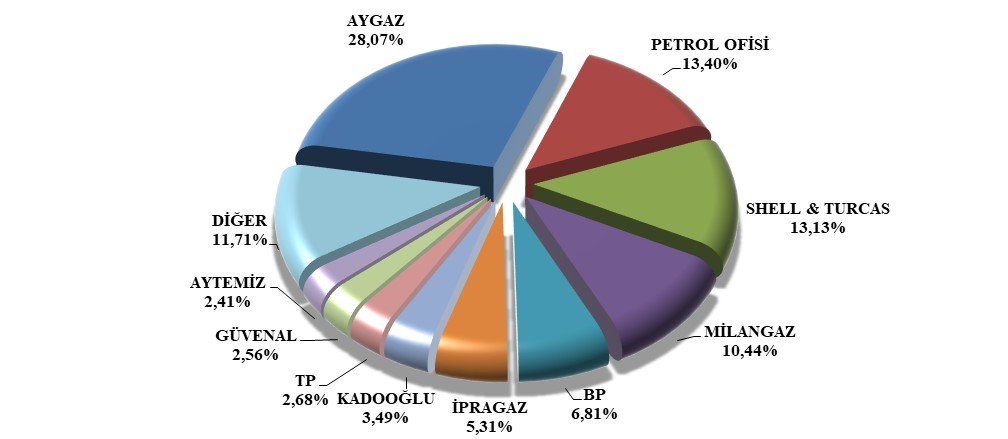 AYGAZ
28,07%
PETROL OFİSİ
13,40%
SHELL & TURCAS
13,13%
MİLANGAZ
10,44%
BP
6,81%
İPRAGAZ
5,31%
KADOOĞLU
3,49%
TP
2,68%
GÜVENAL
2,56%
AYTEMİZ
2,41%
DİĞER
11,71%